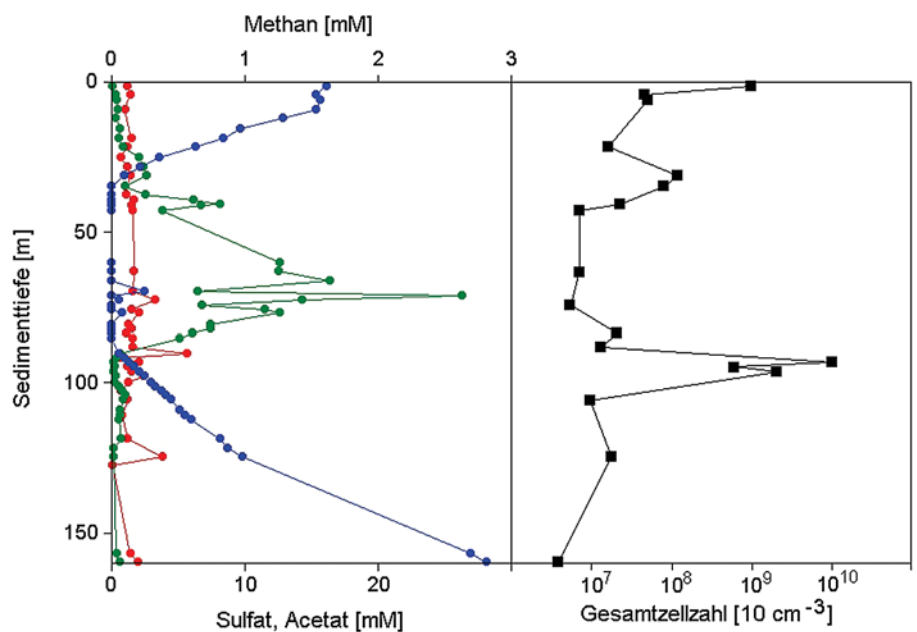 Methan [mM]
0 1 2 3
Sedimenttiefe [m]
0
50
100
150
0 10 20
Sulfat, Acetat [mM]
10⁷ 10⁸ 10⁹ 10¹⁰
Gesamtzellzahl [10 cm⁻³]